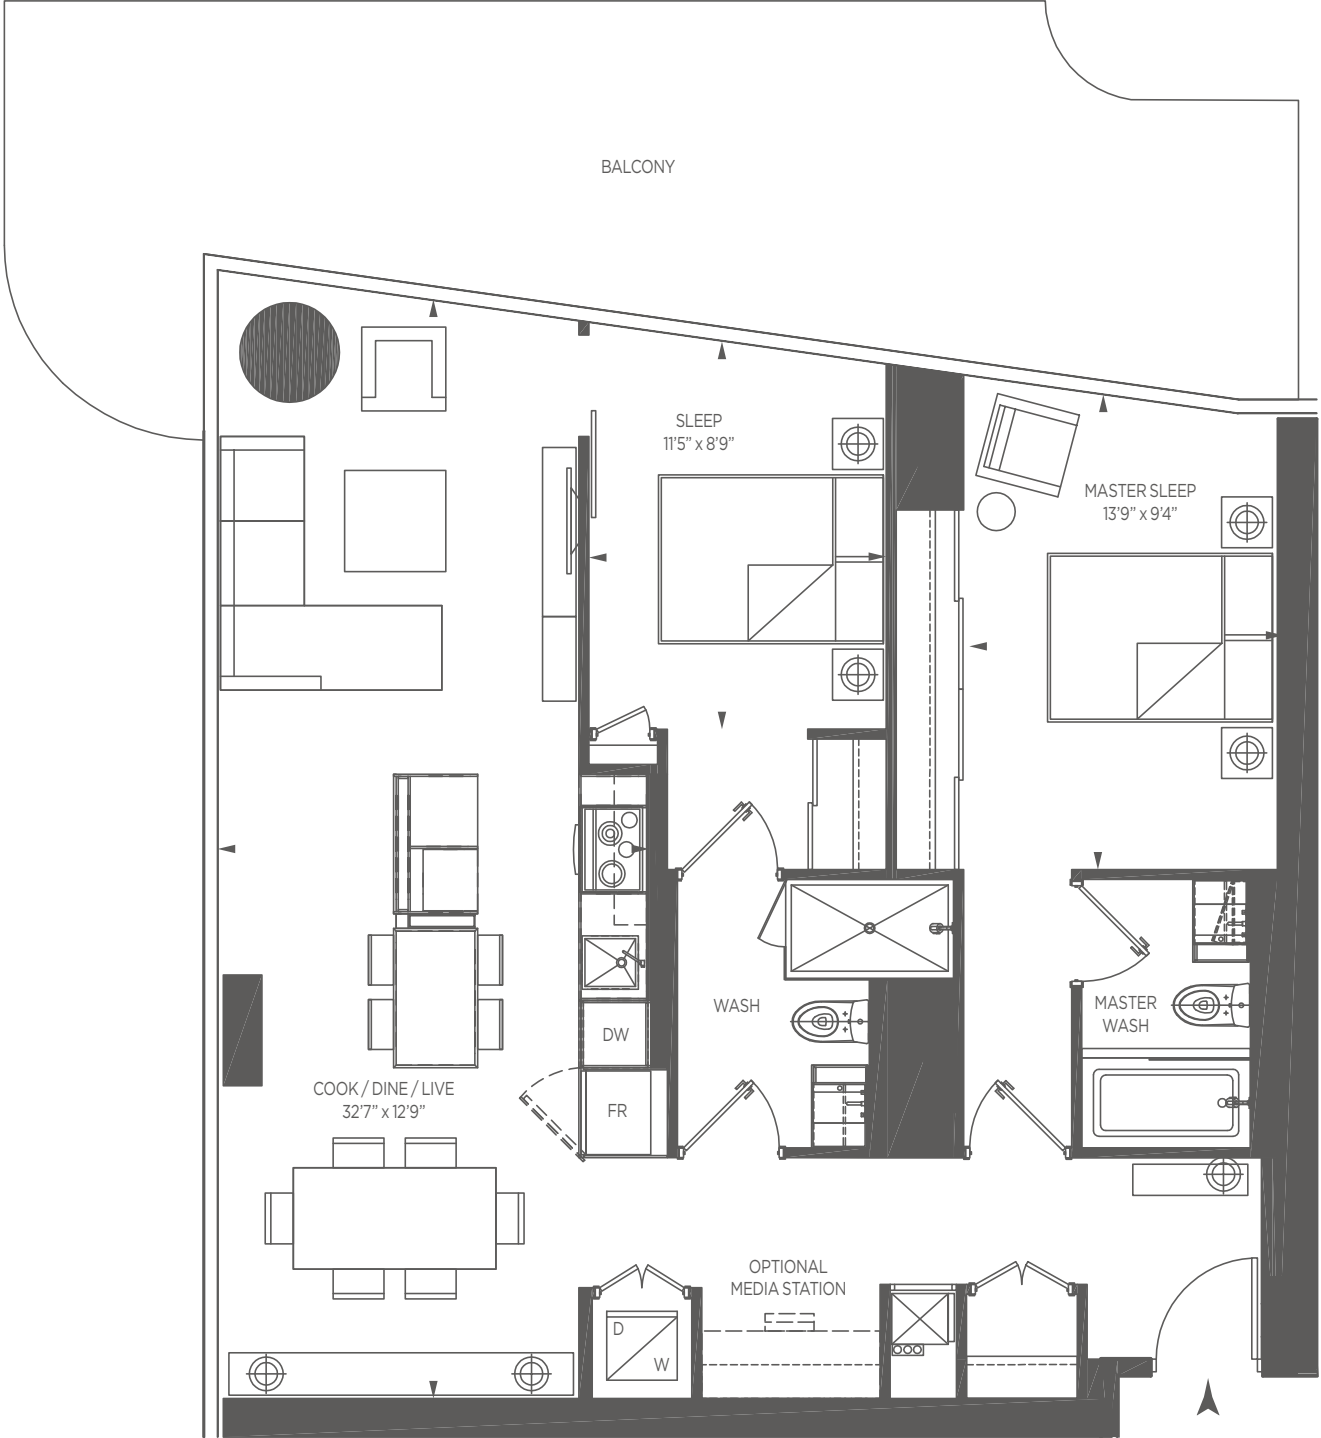 BALCONY
SLEEP
11'5" x 8'9"
MASTER SLEEP
13'9" x 9'4"
WASH
MASTER
WASH
DW
FR
COOK / DINE / LIVE
32'7" x 12'9"
OPTIONAL
MEDIA STATION
D
W